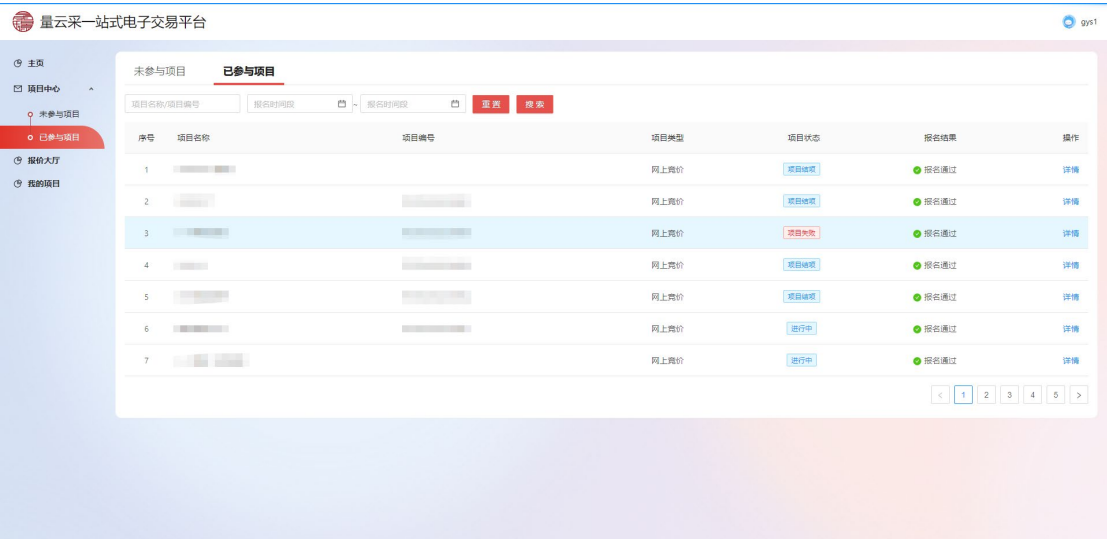 量云采一站式电子交易平台
gys1
主页
项目中心
未参与项目
已参与项目
报价大厅
我的项目
未参与项目 已参与项目
项目名称/项目编号 报名时间段 ~ 报名时间段 重置 搜索
序号 项目名称 项目编号 项目类型 项目状态 报名结果 操作
1 网上竞价 项目结项 报名通过 详情
2 网上竞价 项目结项 报名通过 详情
3 网上竞价 项目失败 报名通过 详情
4 网上竞价 项目结项 报名通过 详情
5 网上竞价 项目结项 报名通过 详情
6 网上竞价 进行中 报名通过 详情
7 网上竞价 进行中 报名通过 详情
< 1 2 3 4 5 >